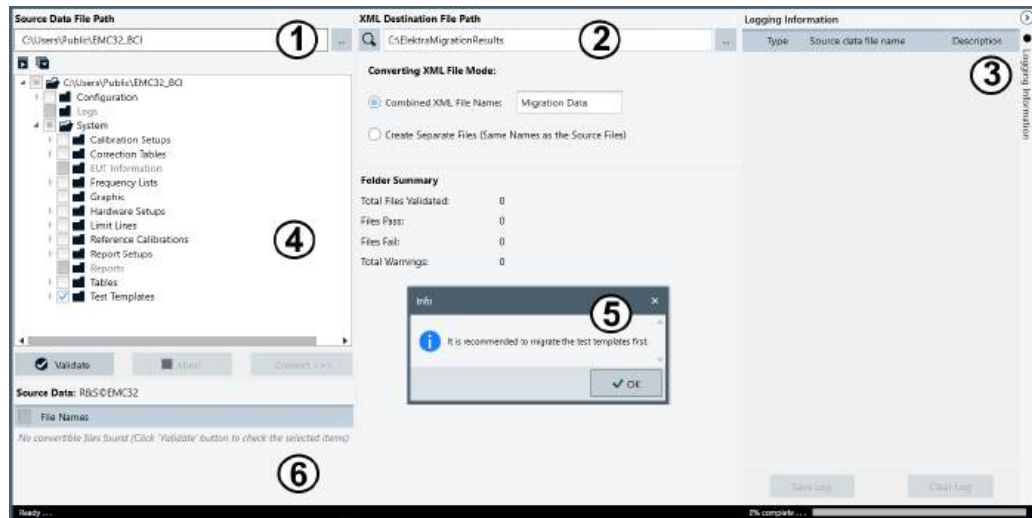 Source Data File Path
C:\Users\Public\EMC32_BCI
...
1
C:\Users\Public\EMC32_BCI
Configuration
Logs
System
Calibration Setups
Correction Tables
EUT Information
Frequency Lists
Graphic
Hardware Setups
Limit Lines
Reference Calibrations
Report Setups
Reports
Tables
Test Templates
4
Validate
Abort
Convert >>>
Source Data: R&S©EMC32
File Names
No convertible files found (Click 'Validate' button to check the selected items)
6
XML Destination File Path
C:\ElektraMigrationResults
...
2
Converting XML File Mode:
Combined XML File Name: Migration Data
Create Separate Files (Same Names as the Source Files)
Folder Summary
Total Files Validated: 0
Files Pass: 0
Files Fail: 0
Total Warnings: 0
Info
5
It is recommended to migrate the test templates first.
OK
Logging Information
Type Source data file name Description
3
Logging Information
Save Log Clear Log
Ready ...
0% complete ...